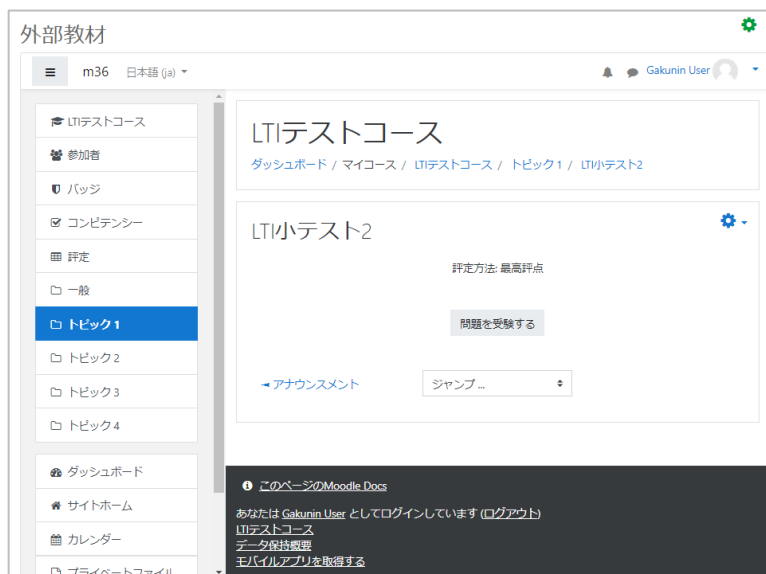 外部教材
m36 日本語 (ja)
Gakunin User
LTIテストコース
参加者
バッジ
コンピテンシー
評定
一般
トピック 1
トピック 2
トピック 3
トピック 4
ダッシュボード
サイトホーム
カレンダー
プライベートファイル
LTIテストコース
ダッシュボード / マイコース / LTIテストコース / トピック 1 / LTI小テスト2
LTI小テスト2
評定方法: 最高評点
問題を受験する
◄ アナウンスメント
ジャンプ ...
このページのMoodle Docs
あなたは Gakunin User としてログインしています (ログアウト)
LTIテストコース
データ保持概要
モバイルアプリを取得する